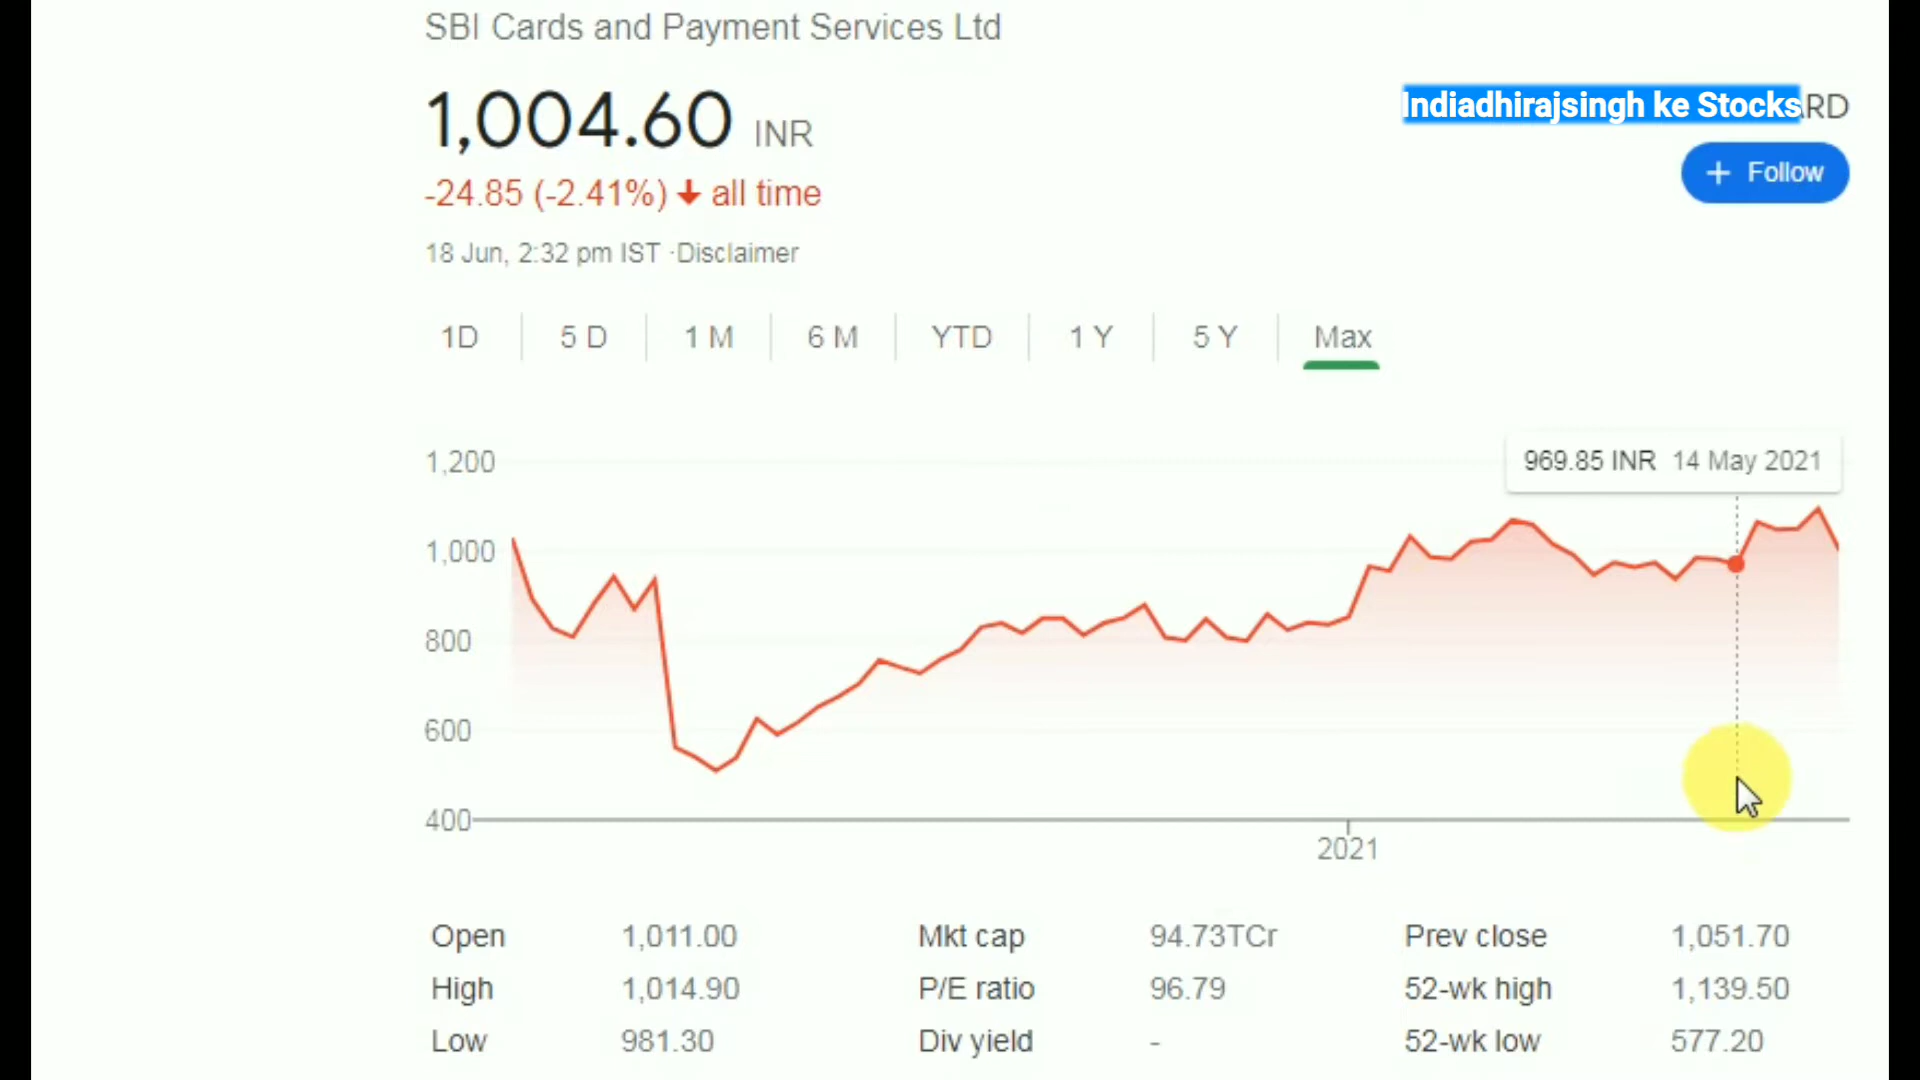 SBI Cards and Payment Services Ltd
1,004.60 INR
Indiadhirajsingh ke Stocks RD
-24.85 (-2.41%) ↓ all time
+ Follow
18 Jun, 2:32 pm IST ·Disclaimer
1D 5 D 1 M 6 M YTD 1 Y 5 Y Max
969.85 INR 14 May 2021
1,200
1,000
800
600
400
2021
Open 1,011.00 Mkt cap 94.73TCr Prev close 1,051.70
High 1,014.90 P/E ratio 96.79 52-wk high 1,139.50
Low 981.30 Div yield - 52-wk low 577.20